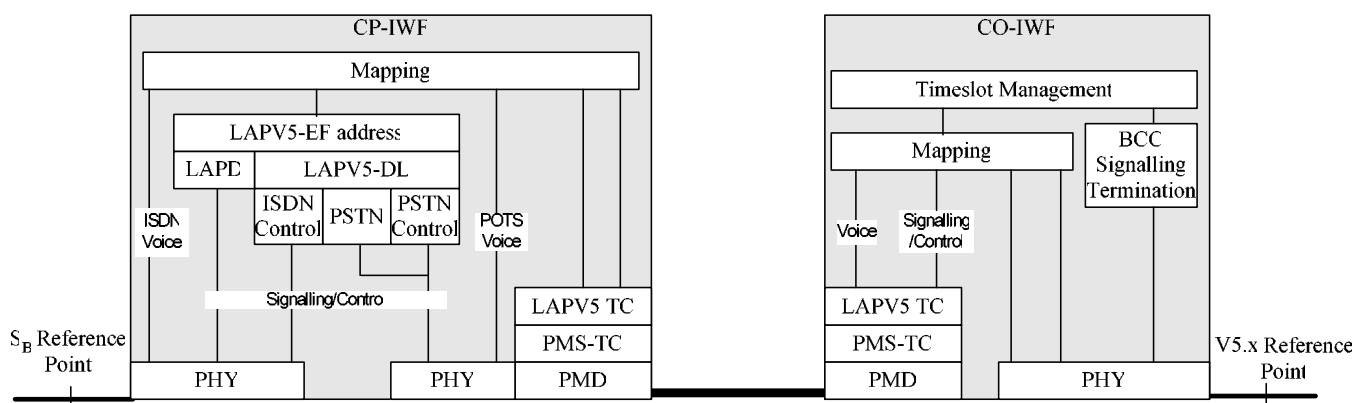 CP-IWF
Mapping
LAPV5-EF address
LAPD
LAPV5-DL
ISDN
Control
PSTN
PSTN
Control
ISDN
Voice
POTS
Voice
Signalling/Contro
LAPV5 TC
PMS-TC
PMD
PHY
PHY
SB Reference
Point
CO-IWF
Timeslot Management
Mapping
BCC
Signalling
Termination
Voice
Signalling
/Control
LAPV5 TC
PMS-TC
PMD
PHY
V5.x Reference
Point